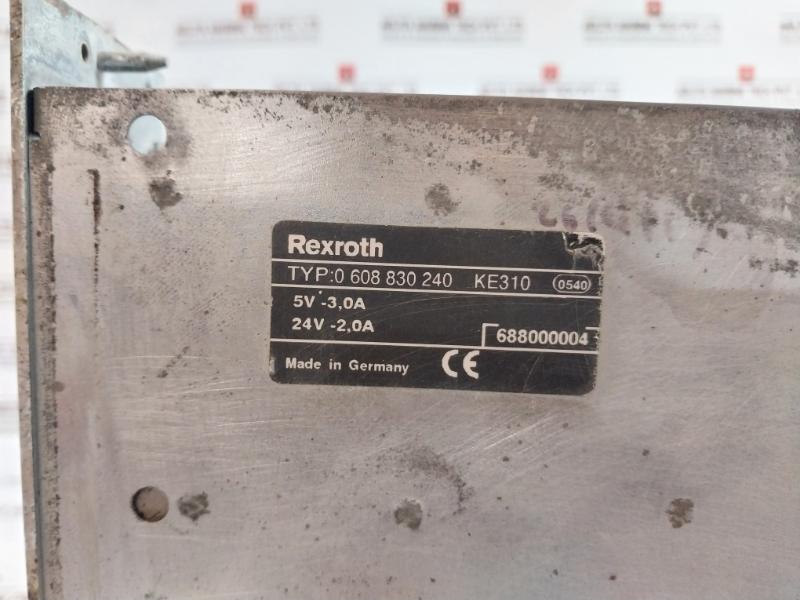 Rexroth
TYP:0 608 830 240 KE310 0540
5V -3,0A
24V -2,0A
688000004
Made in Germany CE